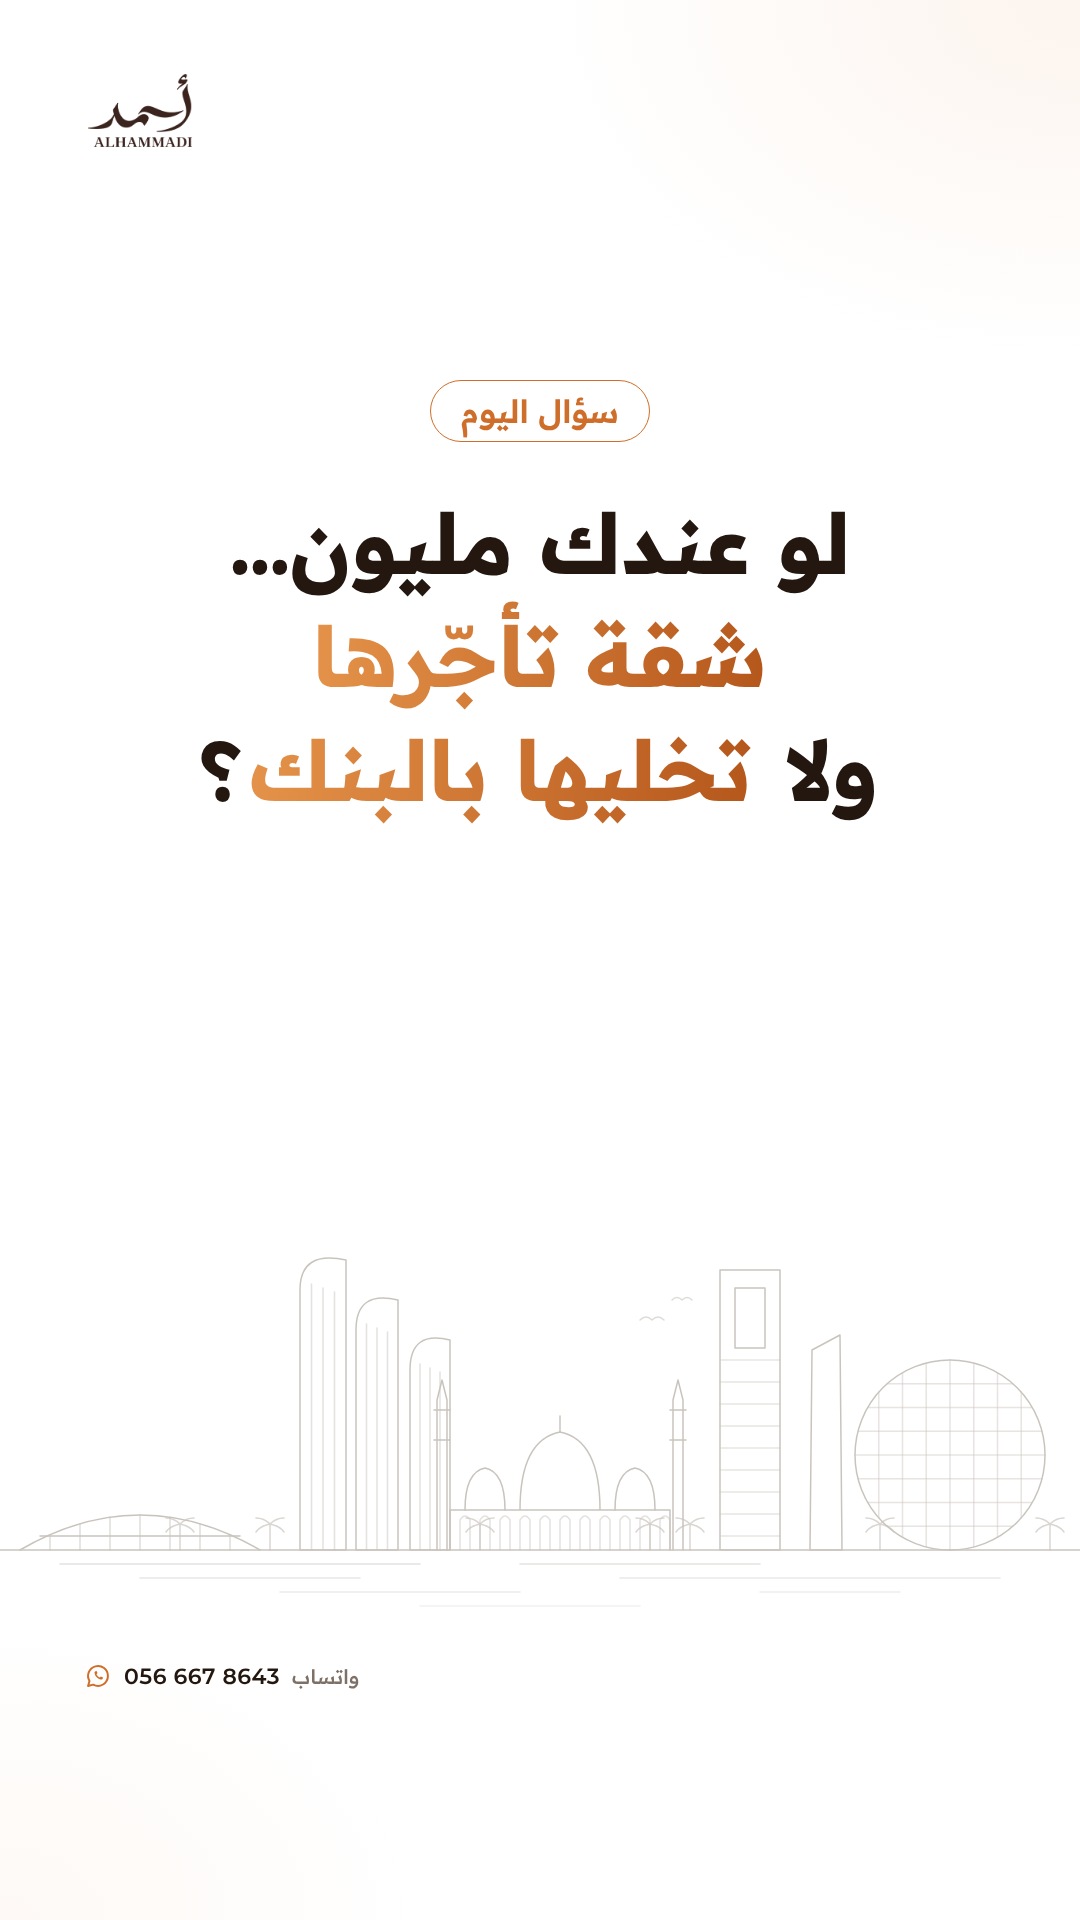 أحمد
ALHAMMADI
سؤال اليوم
لو عندك مليون...
شقة تأجّرها
ولا تخليها بالبنك؟
056 667 8643 واتساب